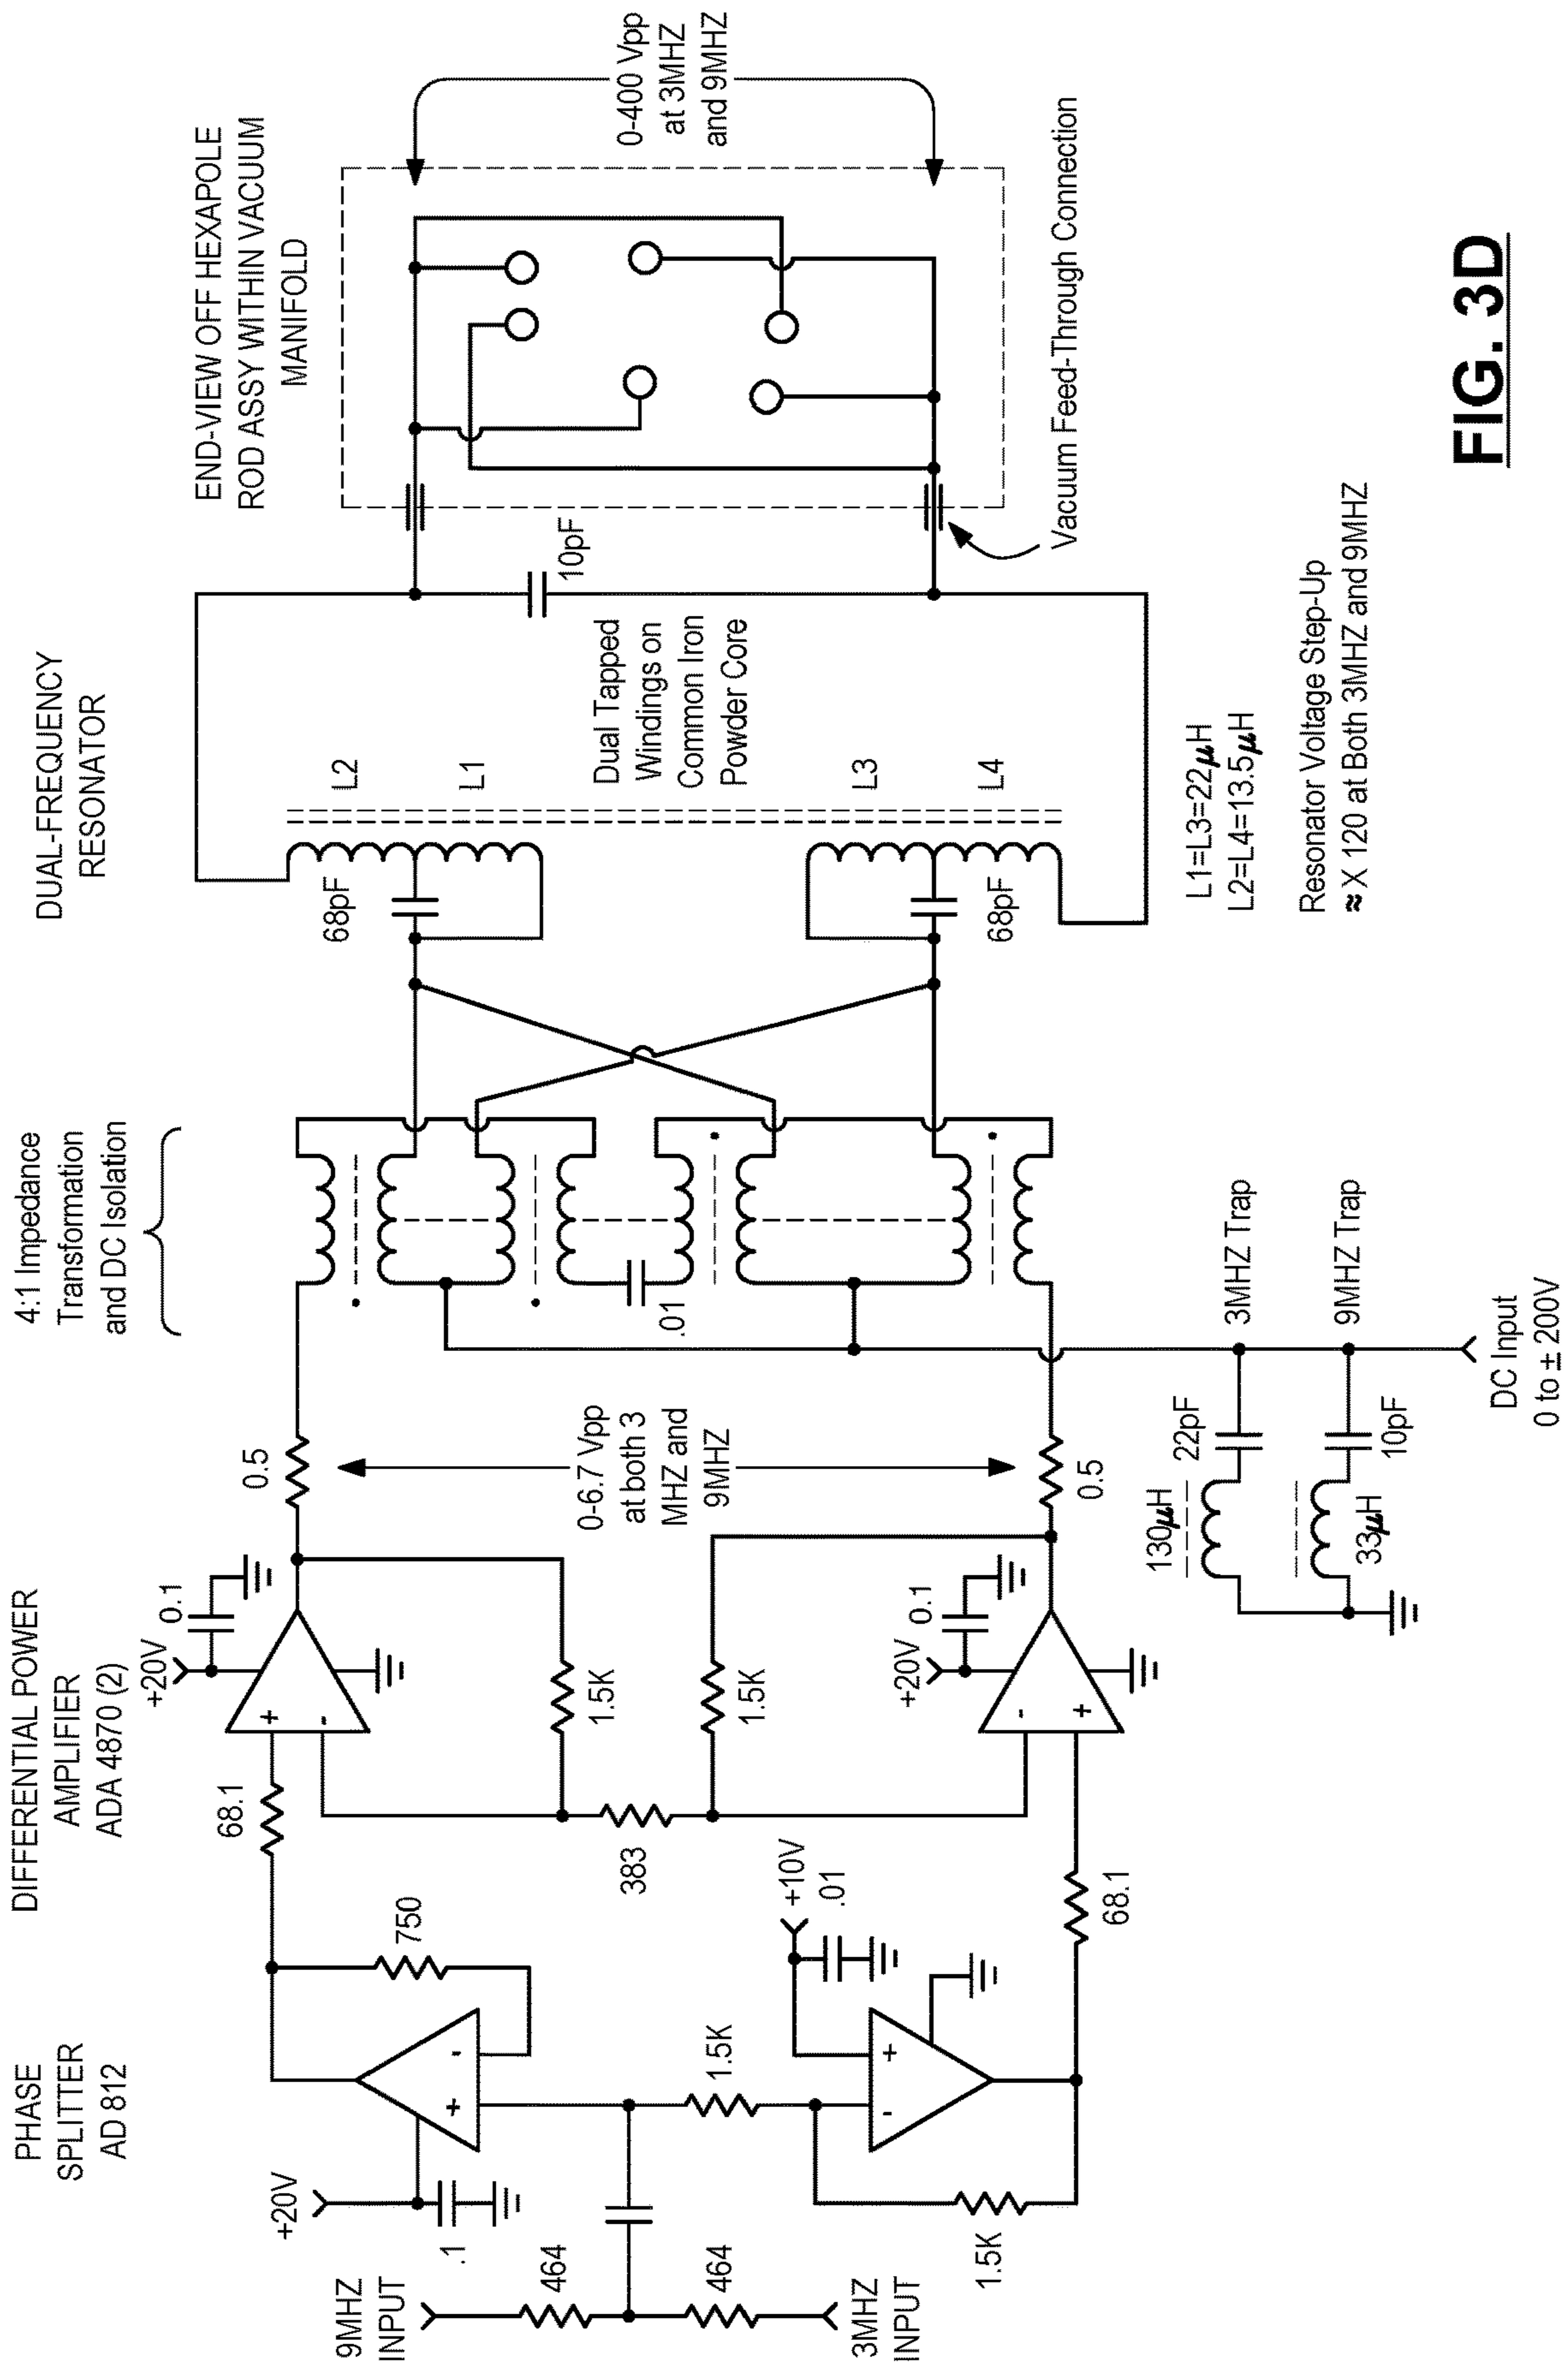 PHASE
SPLITTER
AD 812
+20V
.1
9MHZ
INPUT
464
464
3MHZ
INPUT
+
-
750
1.5K
1.5K
-
+
+10V
.01
68.1
68.1
DIFFERENTIAL POWER
AMPLIFIER
ADA 4870 (2)
+20V
0.1
+
-
1.5K
383
1.5K
+20V
0.1
-
+
0.5
0-6.7 Vpp
at both 3
MHZ and
9MHZ
0.5
4:1 Impedance
Transformation
and DC Isolation
.01
130μH
22pF
3MHZ Trap
33μH
10pF
9MHZ Trap
DC Input
0 to ± 200V
DUAL-FREQUENCY
RESONATOR
68pF
L2
L1
Dual Tapped
Windings on
Common Iron
Powder Core
L3
L4
68pF
10pF
L1=L3=22μH
L2=L4=13.5μH
Resonator Voltage Step-Up
≈ X 120 at Both 3MHZ and 9MHZ
END-VIEW OFF HEXAPOLE
ROD ASSY WITHIN VACUUM
MANIFOLD
0-400 Vpp
at 3MHZ
and 9MHZ
Vacuum Feed-Through Connection
FIG. 3D